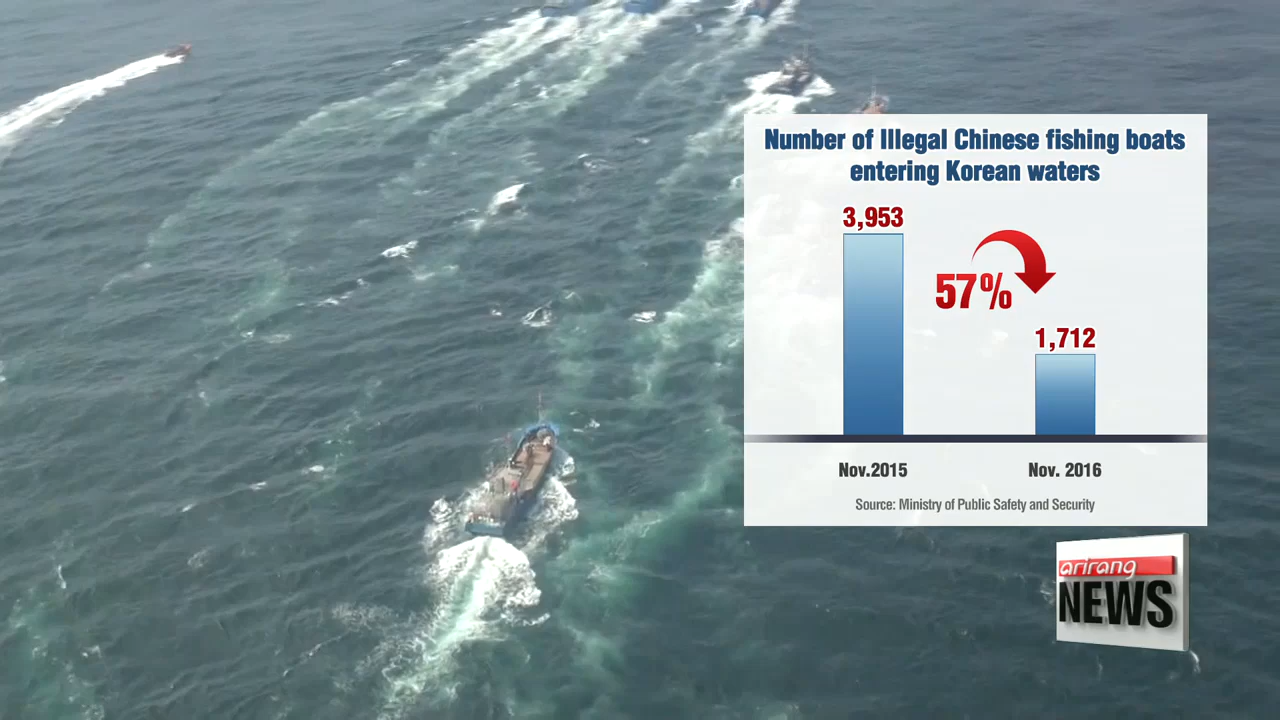 Number of Illegal Chinese fishing boats
entering Korean waters
3,953
57%
1,712
Nov.2015
Nov. 2016
Source: Ministry of Public Safety and Security
arirang
NEWS